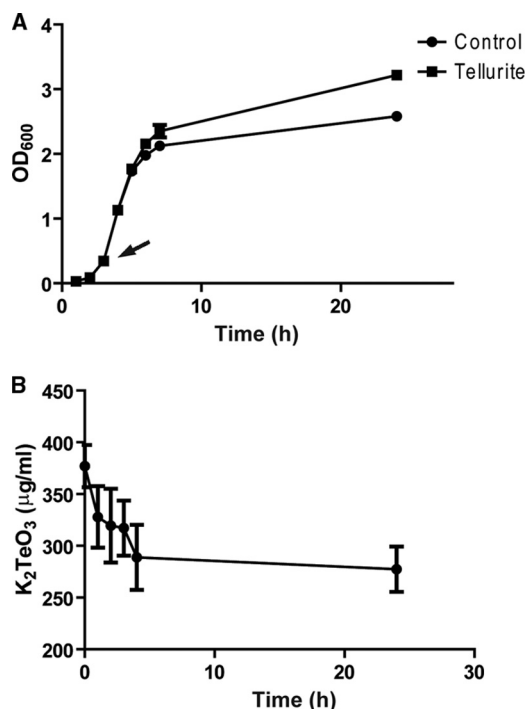 A
4
3
2
1
0
OD600
0 10 20
Time (h)
Control
Tellurite
B
450
400
350
300
250
200
K2TeO3 (μg/ml)
0 10 20 30
Time (h)